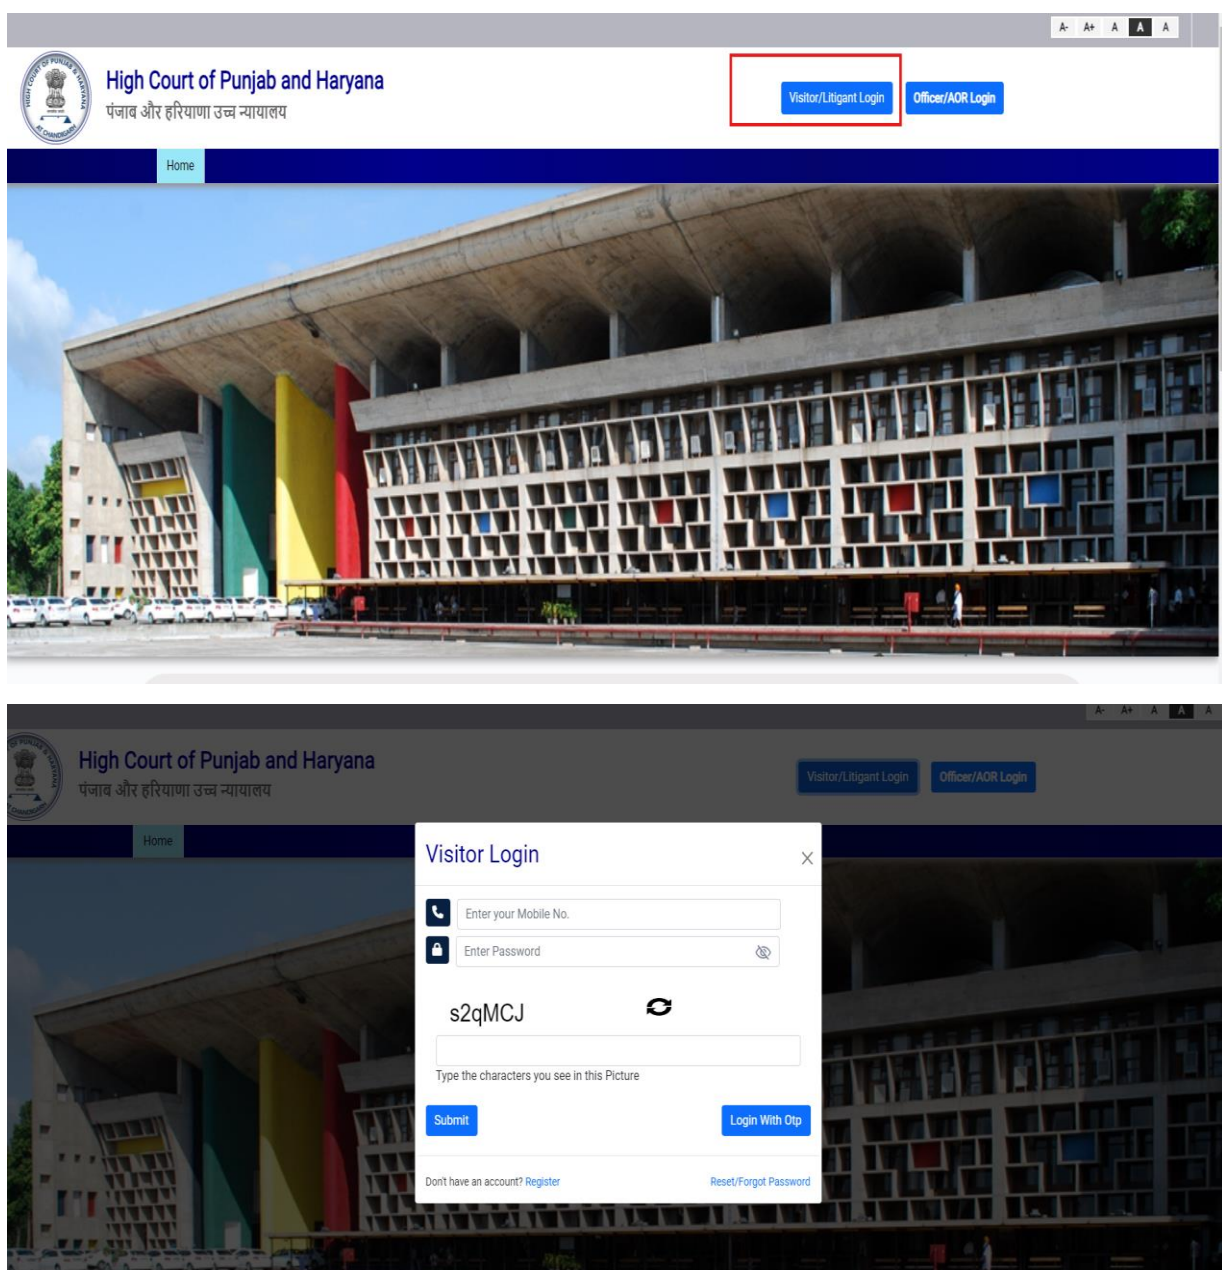 A- A+ A A A
High Court of Punjab and Haryana
पंजाब और हरियाणा उच्च न्यायालय
Visitor/Litigant Login Officer/AOR Login
Home
A- A+ A A A
High Court of Punjab and Haryana
पंजाब और हरियाणा उच्च न्यायालय
Visitor/Litigant Login Officer/AOR Login
Home
Visitor Login X
Enter your Mobile No.
Enter Password
s2qMCJ
Type the characters you see in this Picture
Submit Login With Otp
Don't have an account? Register Reset/Forgot Password